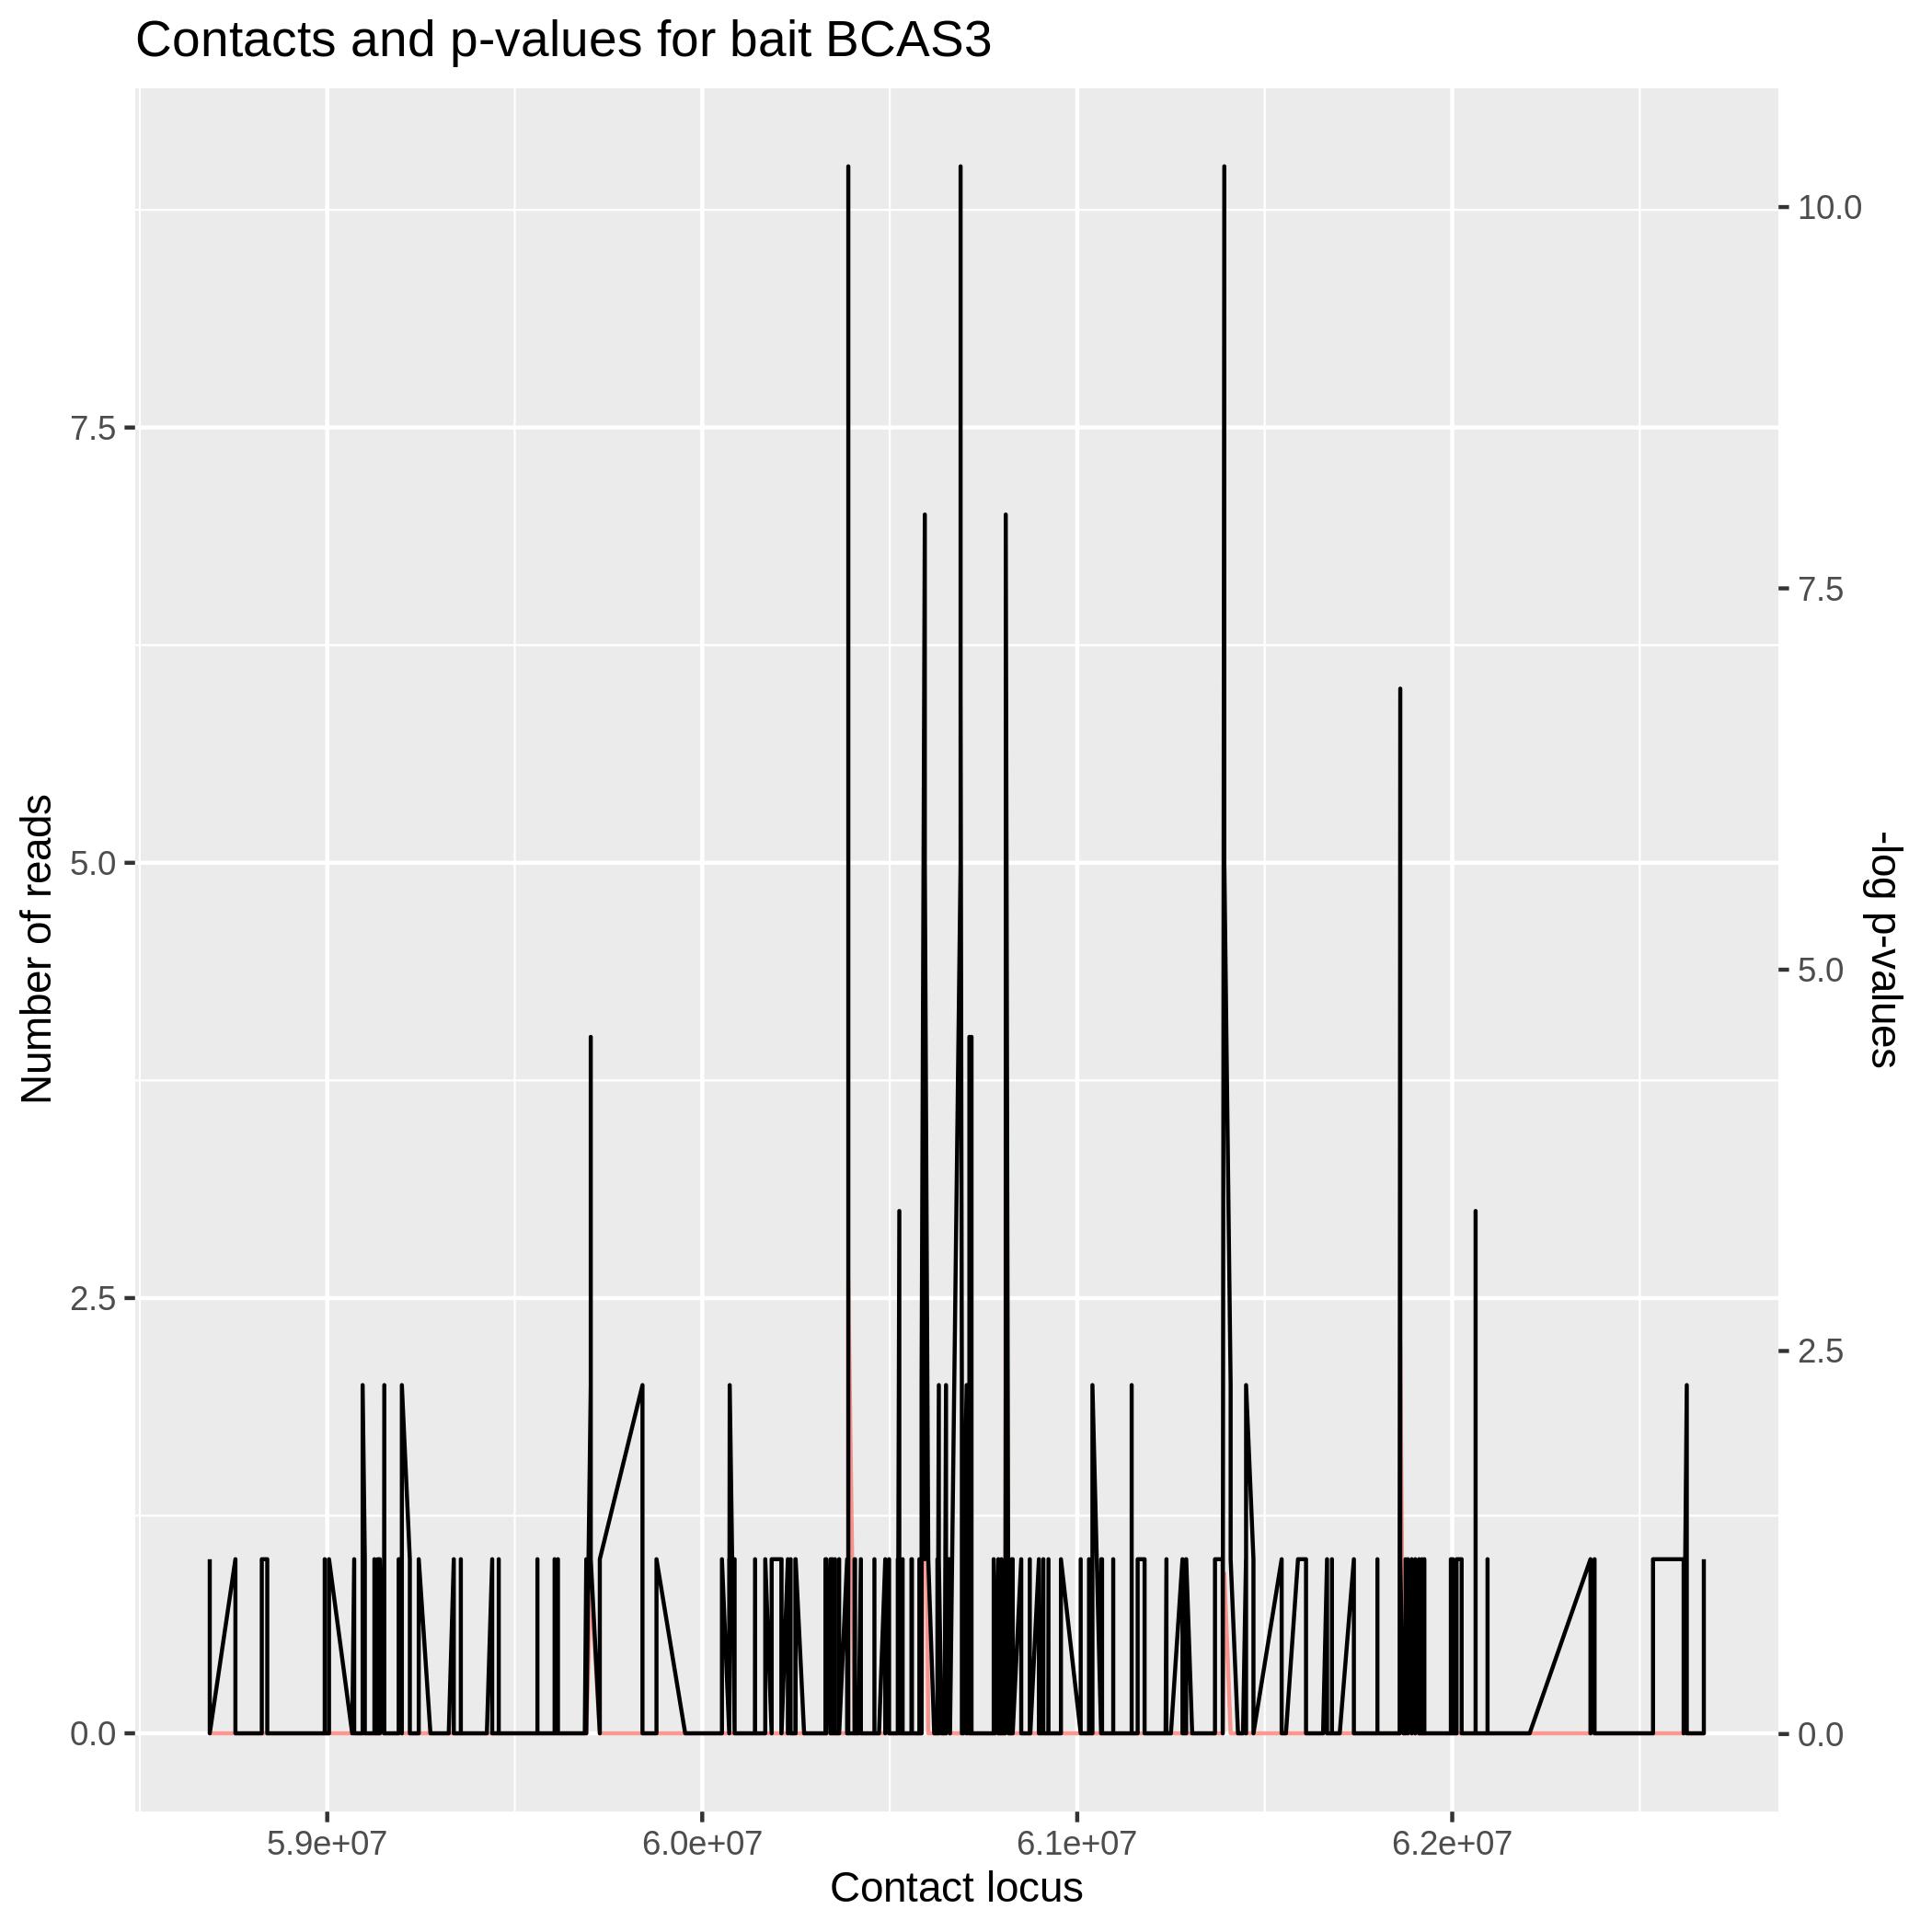 Contacts and p-values for bait BCAS3
10.0
7.5
7.5
Number of reads
-log p-values
5.0
5.0
2.5
2.5
0.0
0.0
5.9e+07 6.0e+07 6.1e+07 6.2e+07
Contact locus